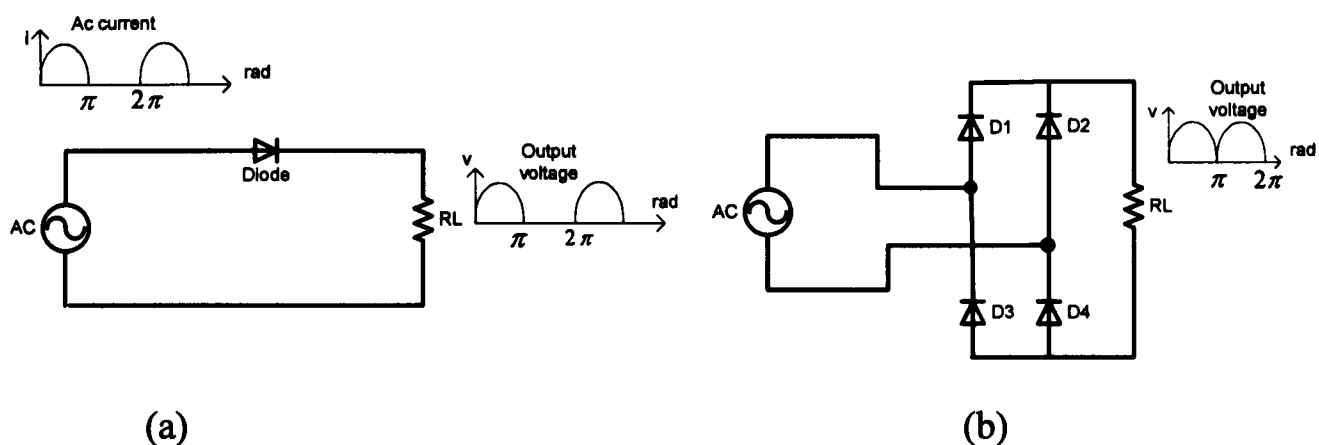 Ac current
i
rad
π
2π
Diode
AC
RL
Output
voltage
v
rad
π
2π
(a)
AC
D1
D2
D3
D4
RL
Output
voltage
v
rad
π
2π
(b)